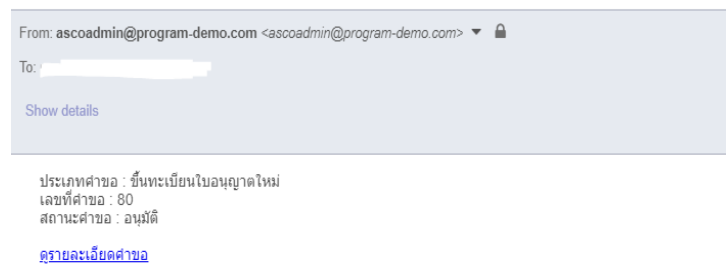 From: ascoadmin@program-demo.com <ascoadmin@program-demo.com>
To:
Show details
ประเภทคำขอ : ขึ้นทะเบียนใบอนุญาตใหม่
เลขที่คำขอ : 80
สถานะคำขอ : อนุมัติ
ดูรายละเอียดคำขอ